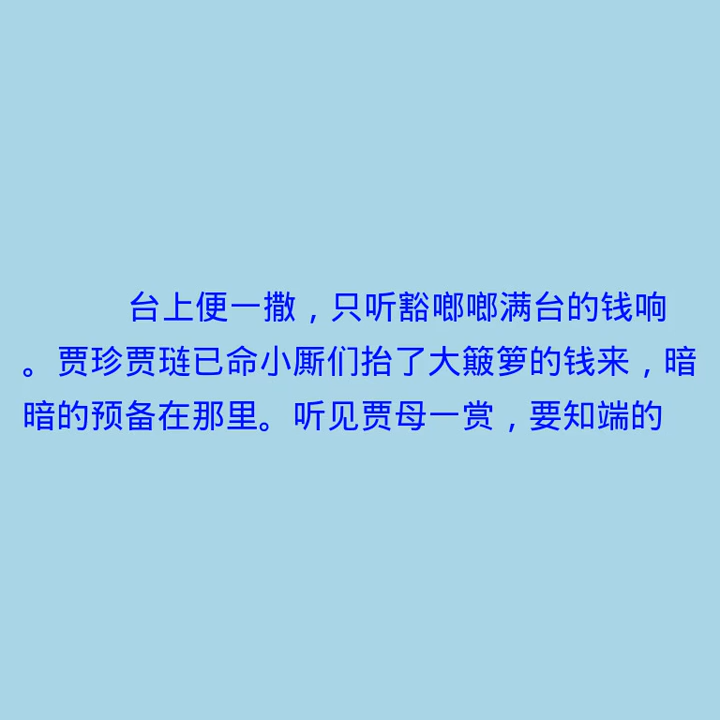 台上便一撒，只听豁啷啷满台的钱响
。贾珍贾琏已命小厮们抬了大簸箩的钱来，暗
暗的预备在那里。听见贾母一赏，要知端的